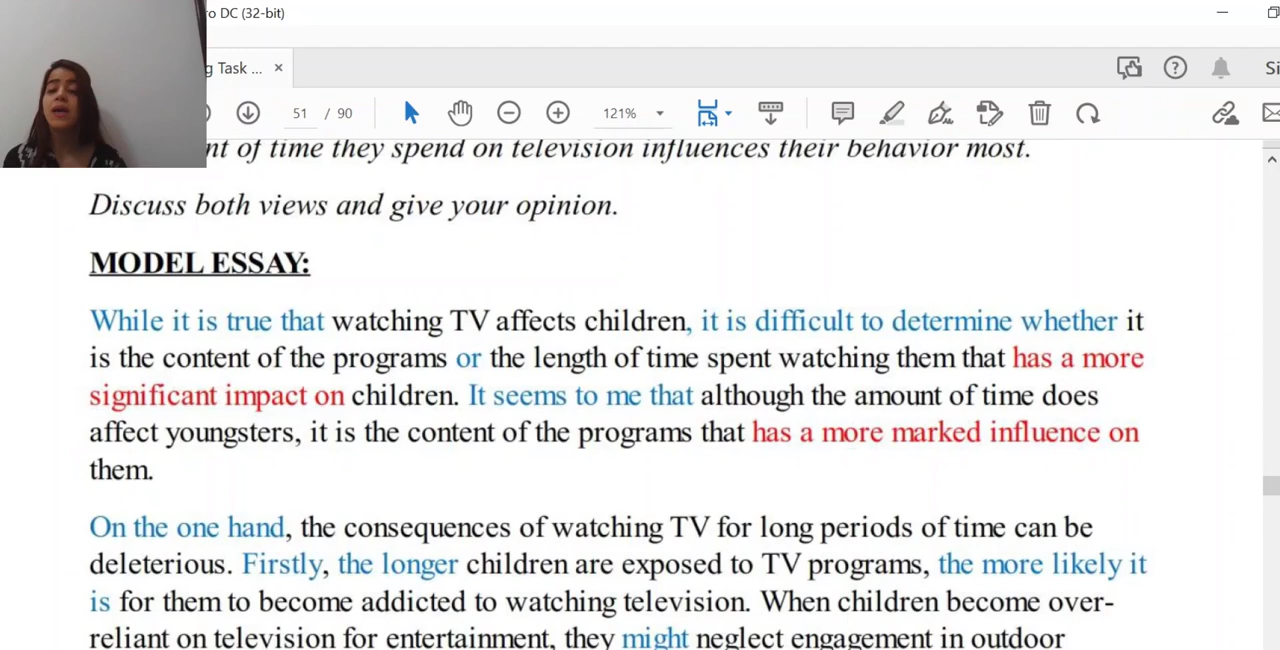 o DC (32-bit)
g Task ...
51 / 90
121%
Si
nt of time they spend on television influences their behavior most.
Discuss both views and give your opinion.
MODEL ESSAY:
While it is true that watching TV affects children, it is difficult to determine whether it
is the content of the programs or the length of time spent watching them that has a more
significant impact on children. It seems to me that although the amount of time does
affect youngsters, it is the content of the programs that has a more marked influence on
them.
On the one hand, the consequences of watching TV for long periods of time can be
deleterious. Firstly, the longer children are exposed to TV programs, the more likely it
is for them to become addicted to watching television. When children become over-
reliant on television for entertainment, they might neglect engagement in outdoor